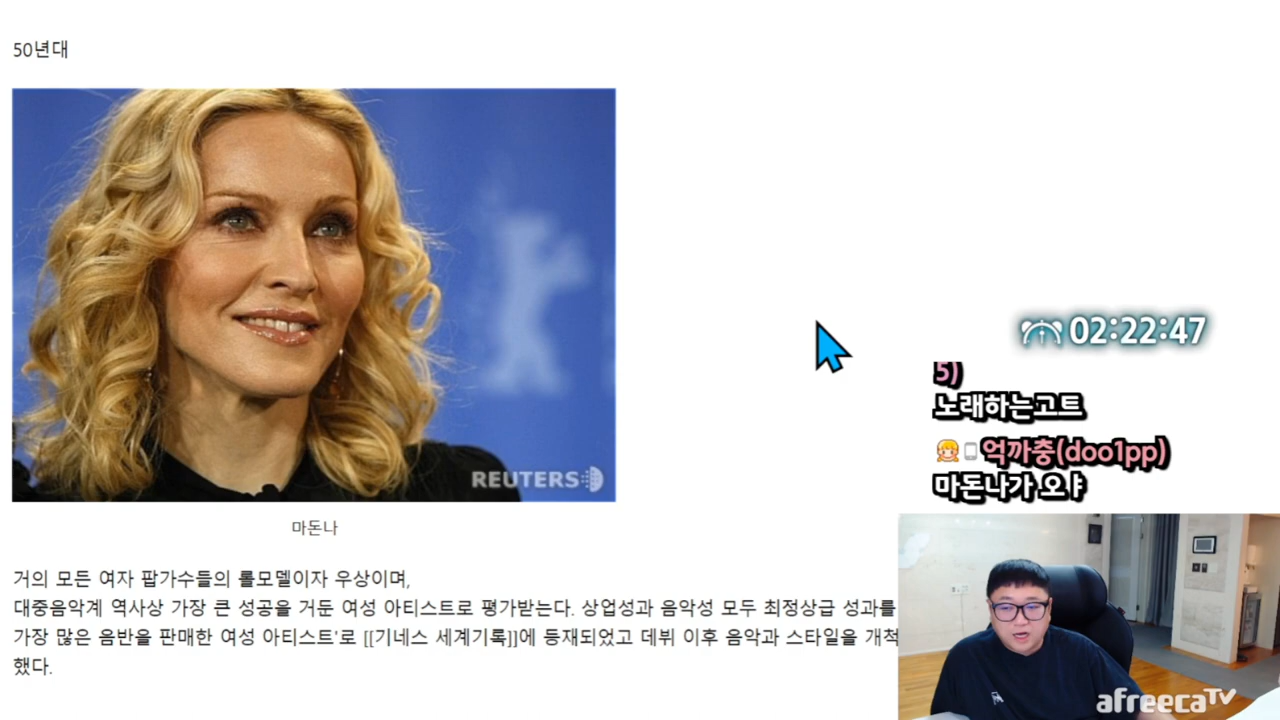 50년대
REUTERS
마돈나
거의 모든 여자 팝가수들의 롤모델이자 우상이며,
대중음악계 역사상 가장 큰 성공을 거둔 여성 아티스트로 평가받는다. 상업성과 음악성 모두 최정상급 성과를
가장 많은 음반을 판매한 여성 아티스트'로 [[기네스 세계기록]]에 등재되었고 데뷔 이후 음악과 스타일을 개척
했다.
02:22:47
5)
노래하는고트
억까충(doo1pp)
마돈나가 오ㅑ
afreecaTV